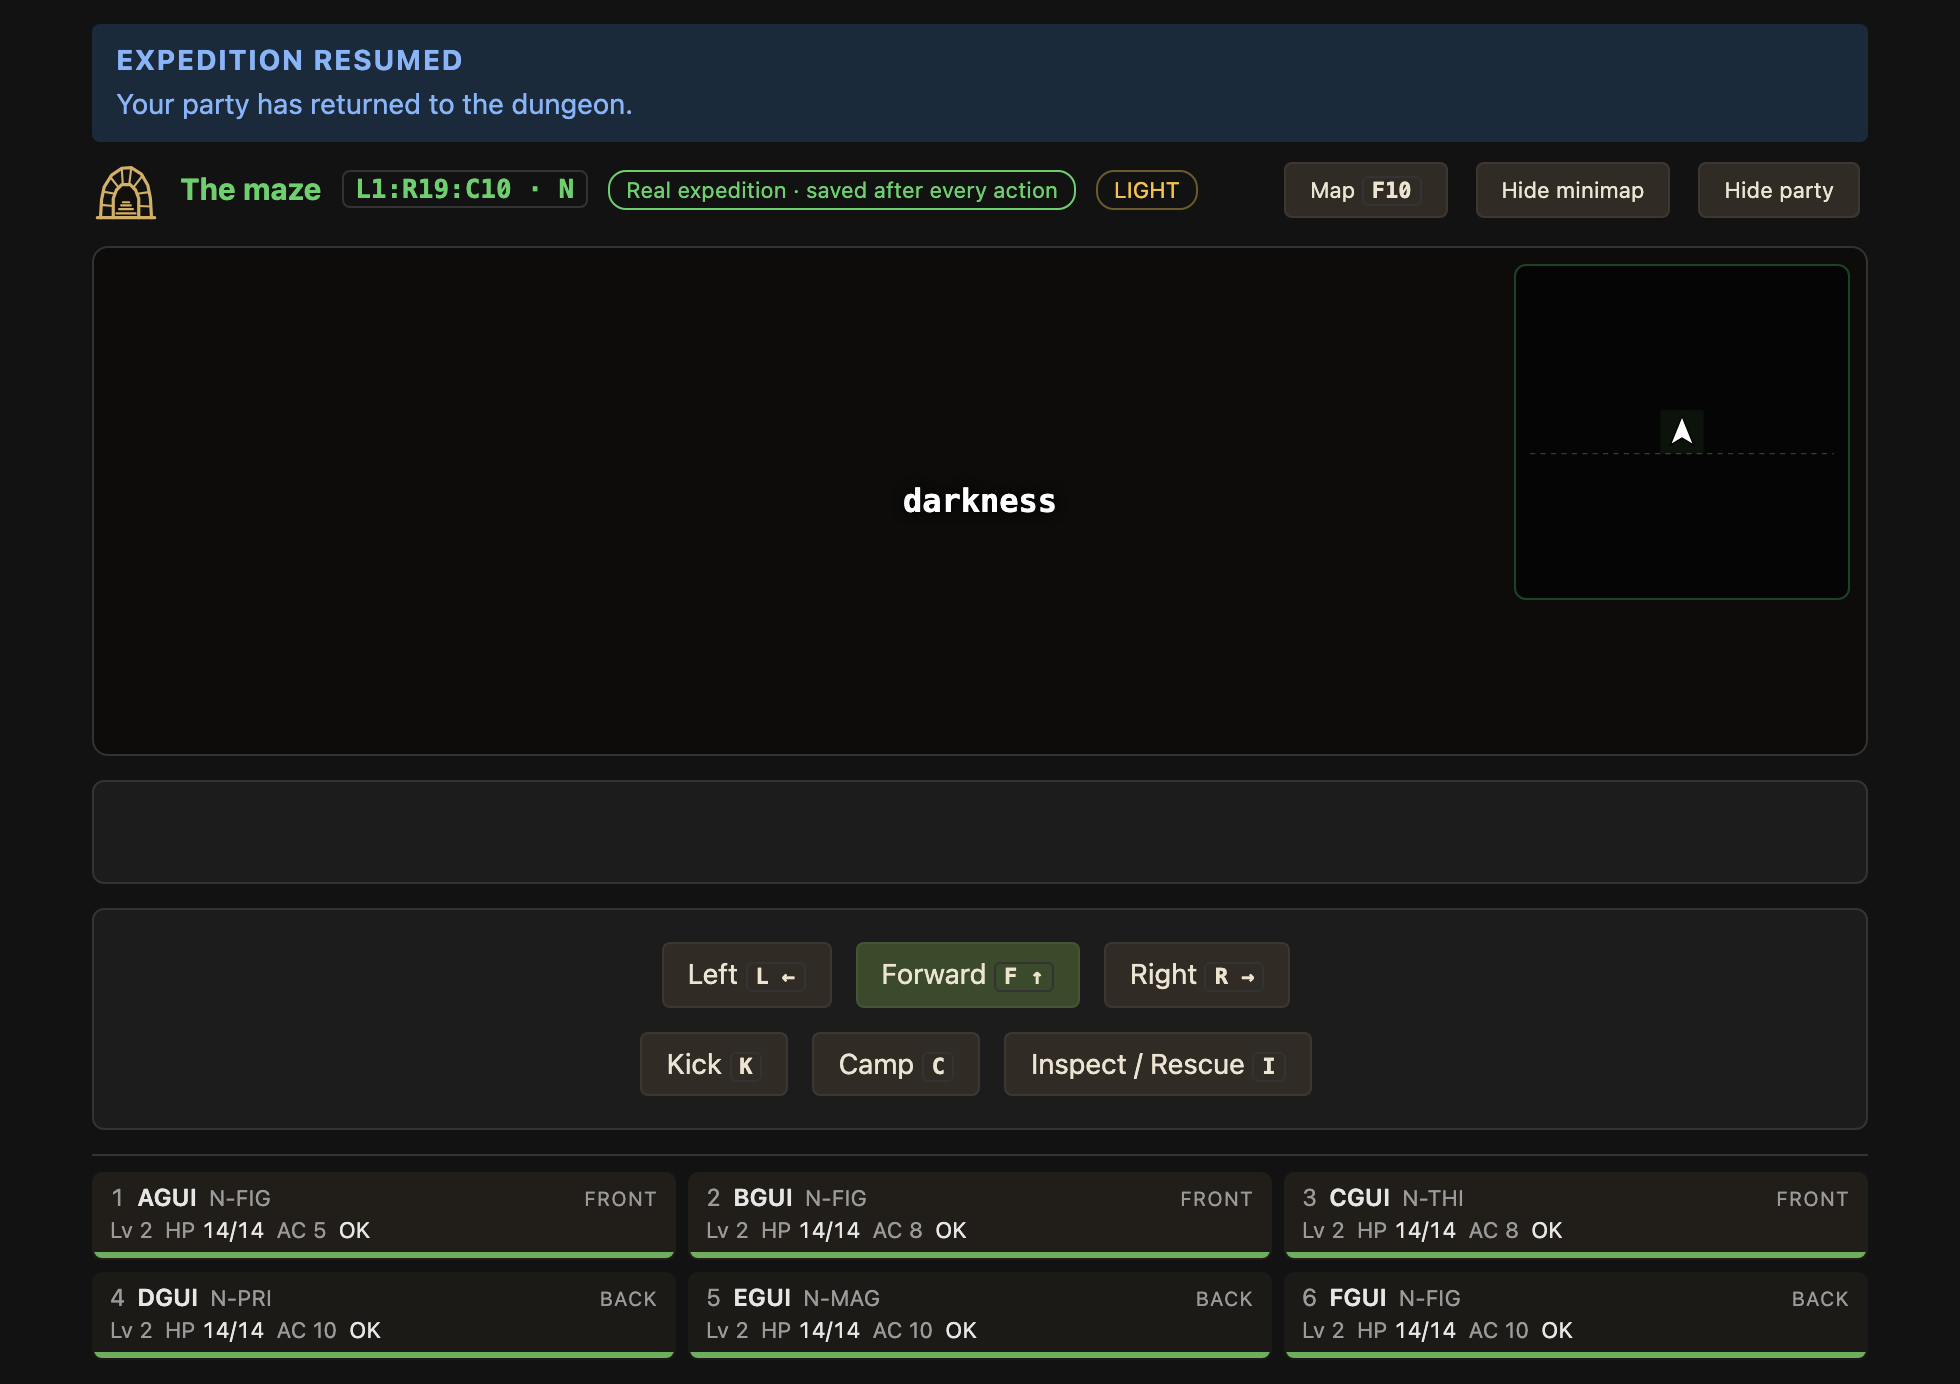 EXPEDITION RESUMED
Your party has returned to the dungeon.
The maze L1:R19:C10 · N Real expedition · saved after every action LIGHT Map F10 Hide minimap Hide party
darkness
Left L ← Forward F ↑ Right R →
Kick K Camp C Inspect / Rescue I
1 AGUI N-FIG FRONT
Lv 2 HP 14/14 AC 5 OK
2 BGUI N-FIG FRONT
Lv 2 HP 14/14 AC 8 OK
3 CGUI N-THI FRONT
Lv 2 HP 14/14 AC 8 OK
4 DGUI N-PRI BACK
Lv 2 HP 14/14 AC 10 OK
5 EGUI N-MAG BACK
Lv 2 HP 14/14 AC 10 OK
6 FGUI N-FIG BACK
Lv 2 HP 14/14 AC 10 OK